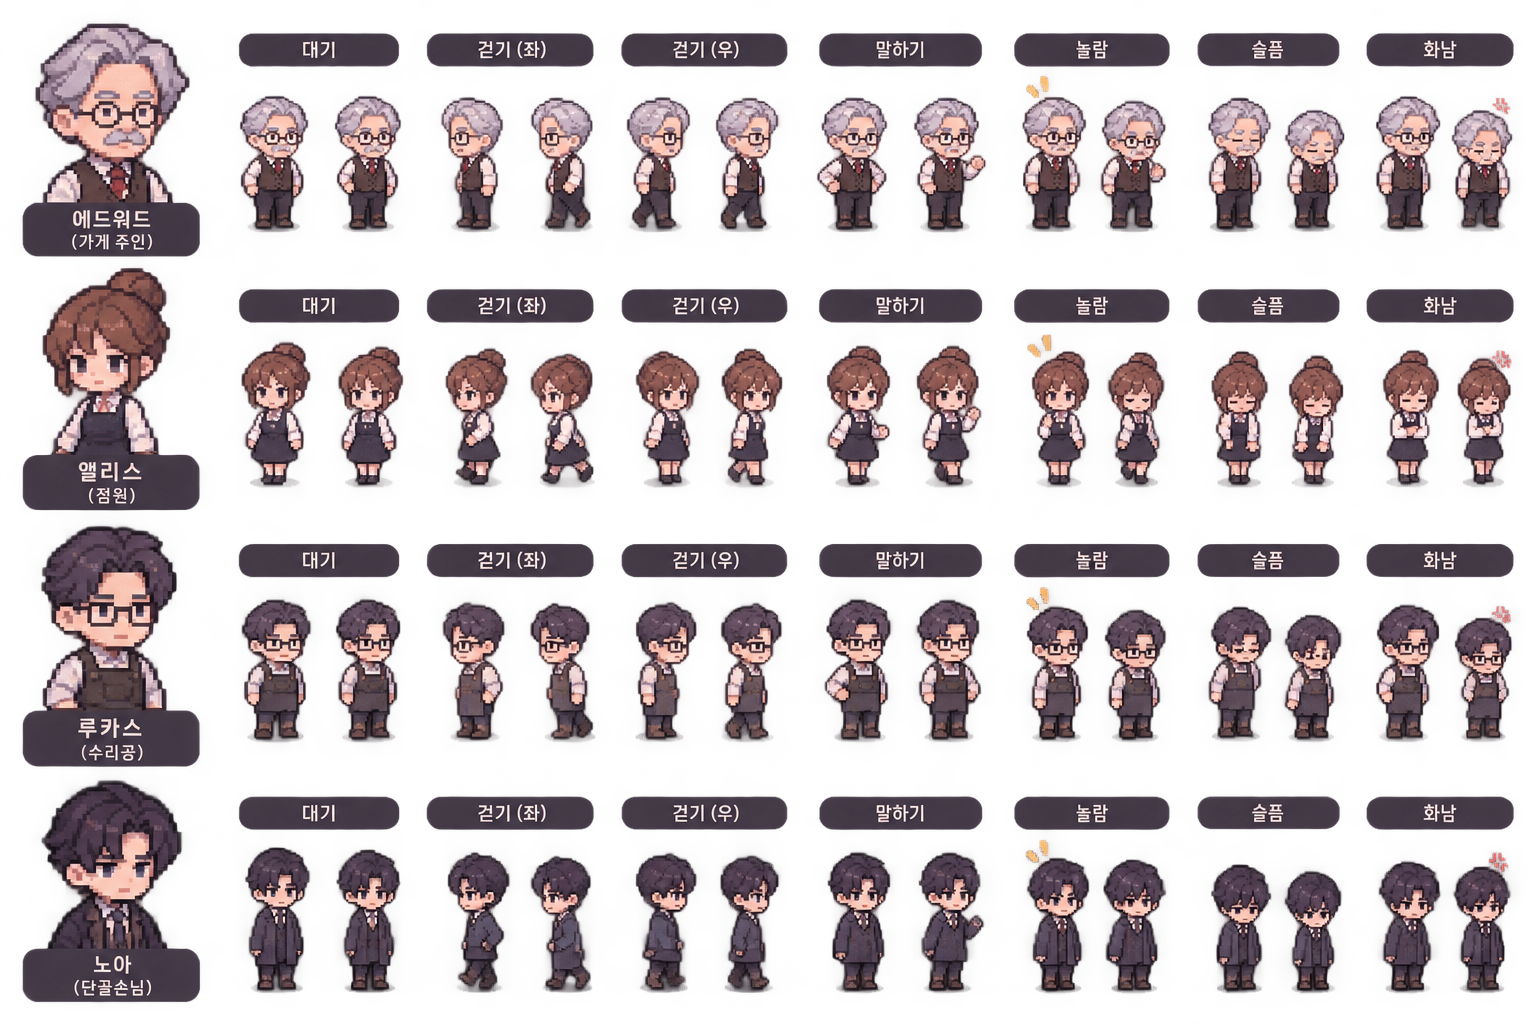 대기
걷기 (좌)
걷기 (우)
말하기
놀람
슬픔
화남
에드워드
(가게 주인)
대기
걷기 (좌)
걷기 (우)
말하기
놀람
슬픔
화남
앨리스
(점원)
대기
걷기 (좌)
걷기 (우)
말하기
놀람
슬픔
화남
루카스
(수리공)
대기
걷기 (좌)
걷기 (우)
말하기
놀람
슬픔
화남
노아
(단골손님)